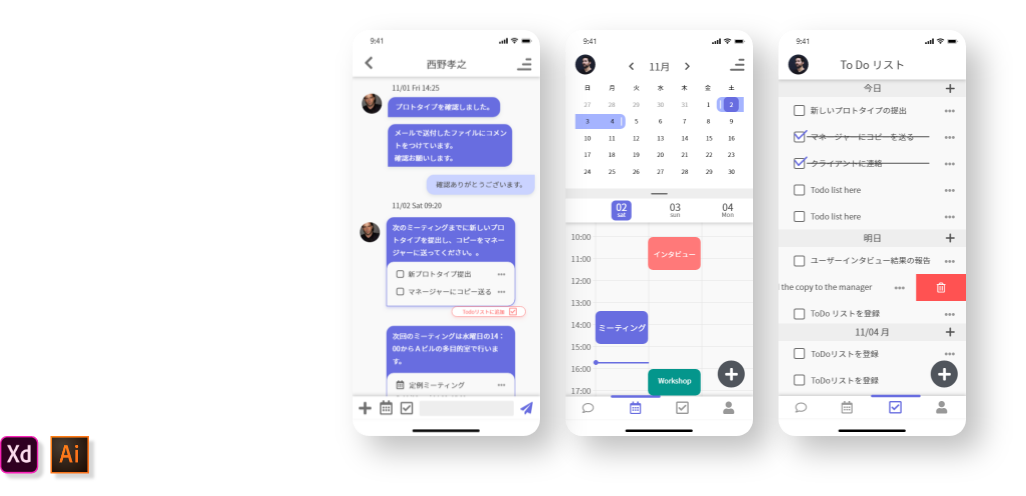 9:41
西野孝之
11/01 Fri 14:25
プロトタイプを確認しました。
メールで送付したファイルにコメン
トをつけています。
確認お願いします。
確認ありがとうございます。
11/02 Sat 09:20
次のミーティングまでに新しいプロ
トタイプを提出し、コピーをマネー
ジャーに送ってください。。
新プロトタイプ提出
マネージャーにコピー送る
Todoリストに追加
次回のミーティングは水曜日の14：
00からAビルの多目的室で行いま
す。
定例ミーティング
9:41
11月
日 月 火 水 木 金 土
27 28 29 30 31 1 2
3 4 5 6 7 8 9
10 11 12 13 14 15 16
17 18 19 20 21 22 23
24 25 26 27 28 29 30
02 03 04
sat sun Mon
10:00
インタビュー
11:00
12:00
13:00
14:00
ミーティング
15:00
16:00
Workshop
17:00
9:41
To Do リスト
今日
新しいプロトタイプの提出
マネージャーにコピーを送る
クライアントに連絡
Todo list here
Todo list here
明日
ユーザーインタビュー結果の報告
the copy to the manager
ToDo リストを登録
11/04 月
ToDoリストを登録
ToDoリストを登録
Xd
Ai